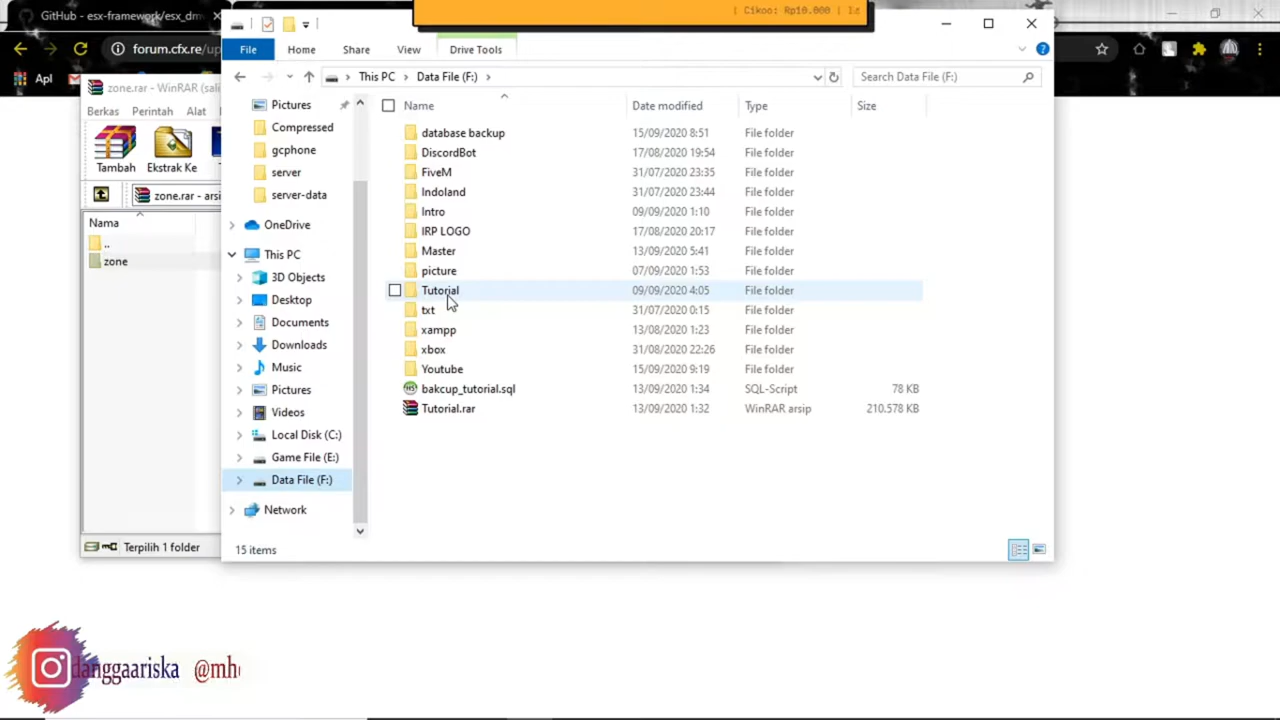 GitHub - esx-framework/esx_dm
[ Cikoo: Rp10.000 |
forum.cfx.re/up
Apl
zone.rar - WinRAR (sali
Berkas Perintah Alat
Tambah Ekstrak Ke
zone.rar - arsi
Nama
..
zone
Terpilih 1 folder
File Home Share View Drive Tools
This PC Data File (F:)
Search Data File (F:)
Pictures
Compressed
gcphone
server
server-data
OneDrive
This PC
3D Objects
Desktop
Documents
Downloads
Music
Pictures
Videos
Local Disk (C:)
Game File (E:)
Data File (F:)
Network
Name Date modified Type Size
database backup 15/09/2020 8:51 File folder
DiscordBot 17/08/2020 19:54 File folder
FiveM 31/07/2020 23:35 File folder
Indoland 31/07/2020 23:44 File folder
Intro 09/09/2020 1:10 File folder
IRP LOGO 17/08/2020 20:17 File folder
Master 13/09/2020 5:41 File folder
picture 07/09/2020 1:53 File folder
Tutorial 09/09/2020 4:05 File folder
txt 31/07/2020 0:15 File folder
xampp 13/08/2020 1:23 File folder
xbox 31/08/2020 22:26 File folder
Youtube 15/09/2020 9:19 File folder
bakcup_tutorial.sql 13/09/2020 1:34 SQL-Script 78 KB
Tutorial.rar 13/09/2020 1:32 WinRAR arsip 210.578 KB
15 items
danggaariska @mh